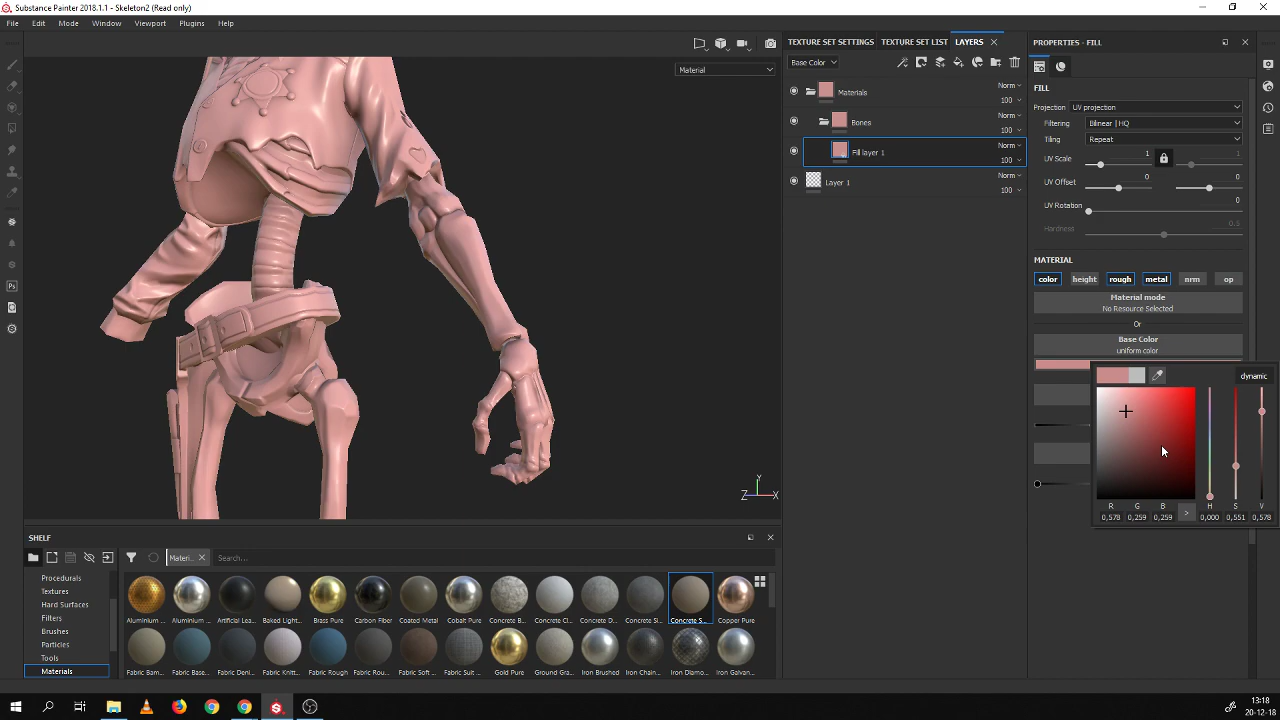 Substance Painter 2018.1.1 - Skeleton2 (Read only)
File Edit Mode Window Viewport Plugins Help
Material
TEXTURE SET SETTINGS TEXTURE SET LIST LAYERS
Base Color
Materials Norm
100
Bones Norm
100
Fill layer 1 Norm
100
Layer 1 Norm
100
PROPERTIES - FILL
FILL
Projection UV projection
Filtering Bilinear | HQ
Tiling Repeat
UV Scale 1 1
UV Offset 0 0
UV Rotation 0
Hardness 0.5
MATERIAL
color height rough metal nrm op
Material mode
No Resource Selected
Or
Base Color
uniform color
dynamic
R G B H S V
0,578 0,259 0,259 > 0,000 0,551 0,578
Y
Z X
SHELF
Materi... Search...
Procedurals
Textures
Hard Surfaces
Filters
Brushes
Particles
Tools
Materials
Aluminium ... Aluminium ... Artificial Lea... Baked Light... Brass Pure Carbon Fiber Coated Metal Cobalt Pure Concrete B... Concrete Cl... Concrete D... Concrete Si... Concrete S... Copper Pure
Fabric Bam... Fabric Base... Fabric Deni... Fabric Knitt... Fabric Rough Fabric Rou... Fabric Soft ... Fabric Suit ... Gold Pure Ground Gra... Iron Brushed Iron Chain... Iron Diamo... Iron Galvan...
Ps
13:18
20-12-18